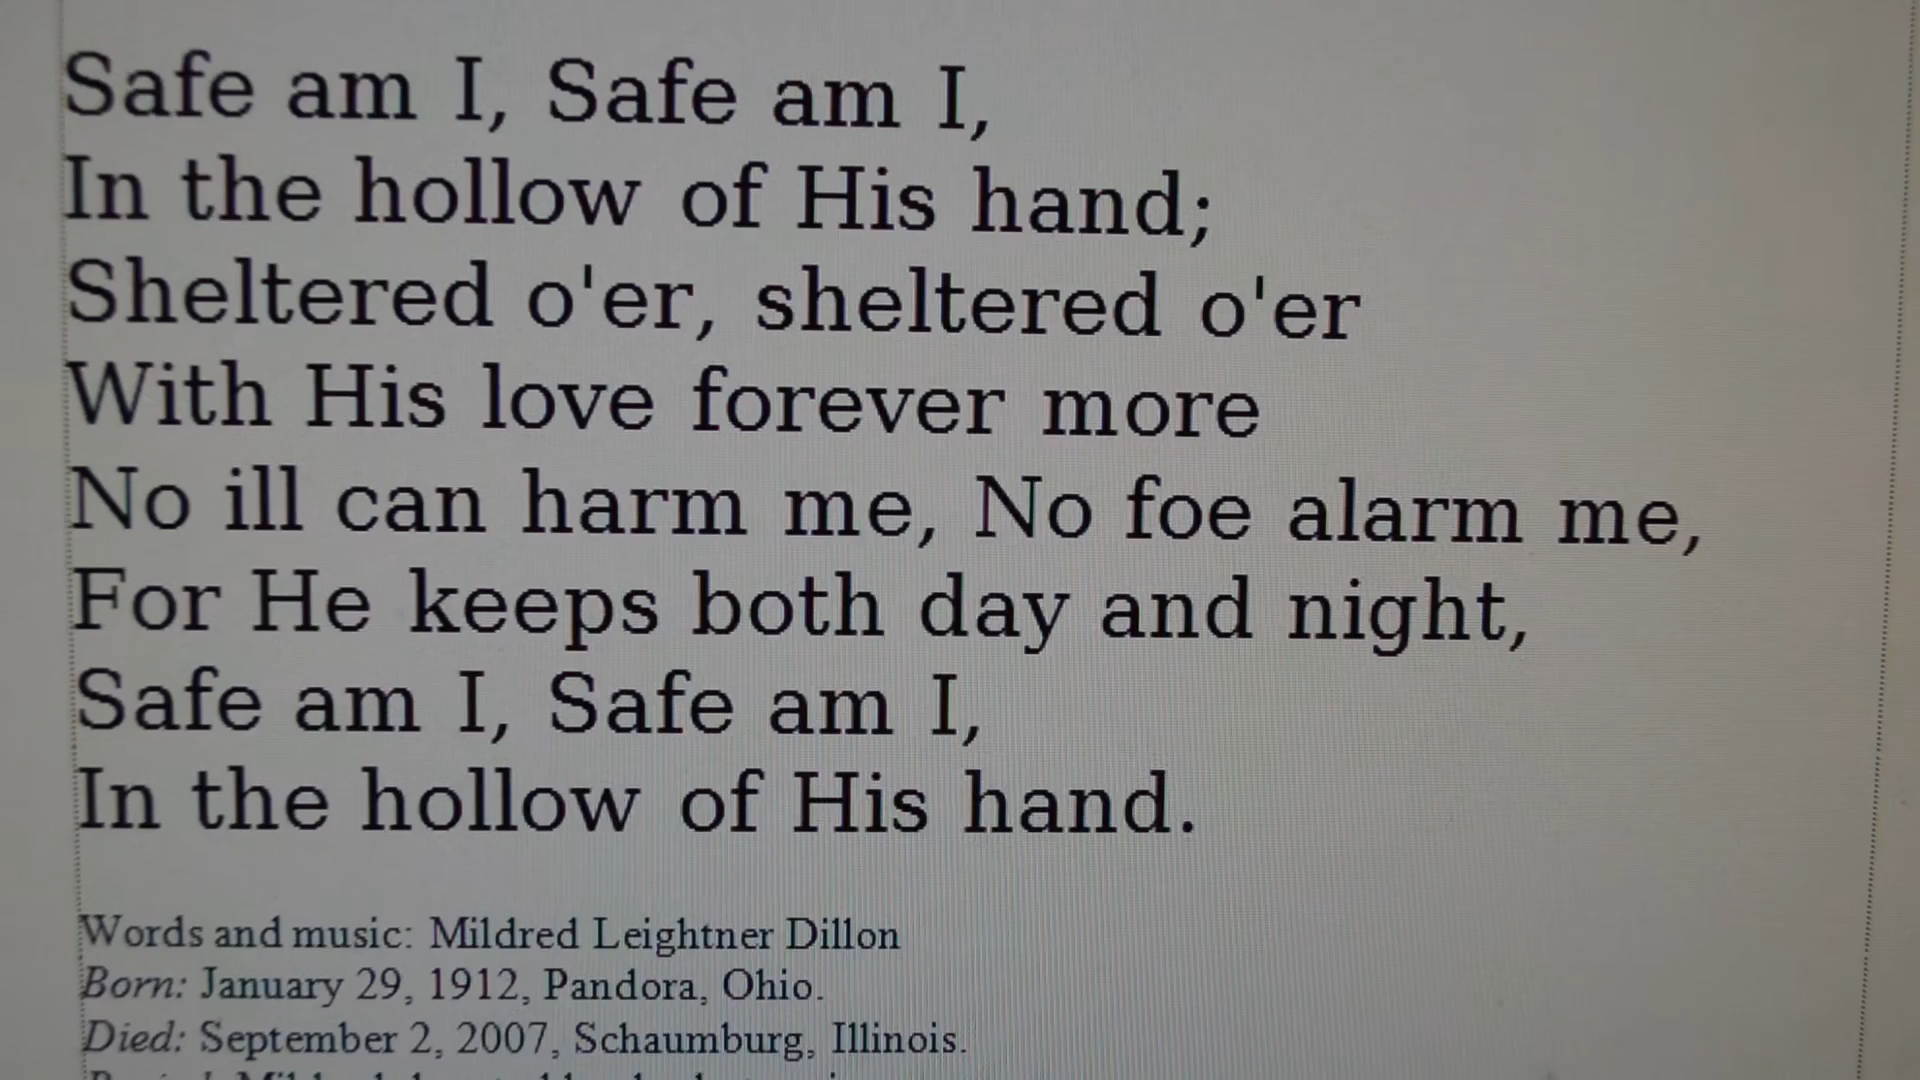 Safe am I, Safe am I,
In the hollow of His hand;
Sheltered o'er, sheltered o'er
With His love forever more
No ill can harm me, No foe alarm me,
For He keeps both day and night,
Safe am I, Safe am I,
In the hollow of His hand.
Words and music: Mildred Leightner Dillon
Born: January 29, 1912, Pandora, Ohio.
Died: September 2, 2007, Schaumburg, Illinois.